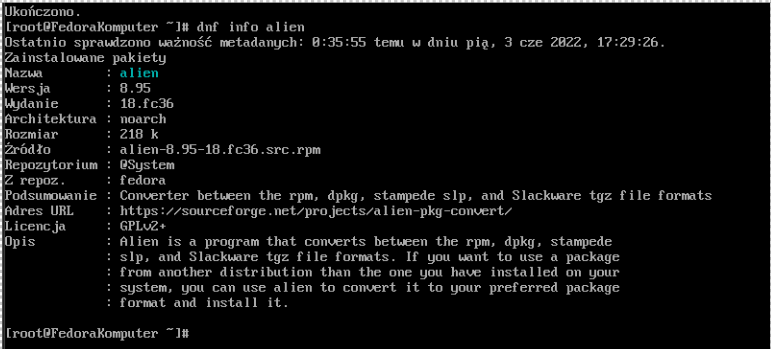 Ukończono.
[root@FedoraKomputer ~]# dnf info alien
Ostatnio sprawdzono ważność metadanych: 0:35:55 temu w dniu pią, 3 cze 2022, 17:29:26.
Zainstalowane pakiety
Nazwa        : alien
Wersja       : 8.95
Wydanie      : 18.fc36
Architektura : noarch
Rozmiar      : 218 k
Źródło       : alien-8.95-18.fc36.src.rpm
Repozytorium : @System
Z repoz.     : fedora
Podsumowanie : Converter between the rpm, dpkg, stampede slp, and Slackware tgz file formats
Adres URL    : https://sourceforge.net/projects/alien-pkg-convert/
Licencja     : GPLv2+
Opis         : Alien is a program that converts between the rpm, dpkg, stampede
             : slp, and Slackware tgz file formats. If you want to use a package
             : from another distribution than the one you have installed on your
             : system, you can use alien to convert it to your preferred package
             : format and install it.
[root@FedoraKomputer ~]#